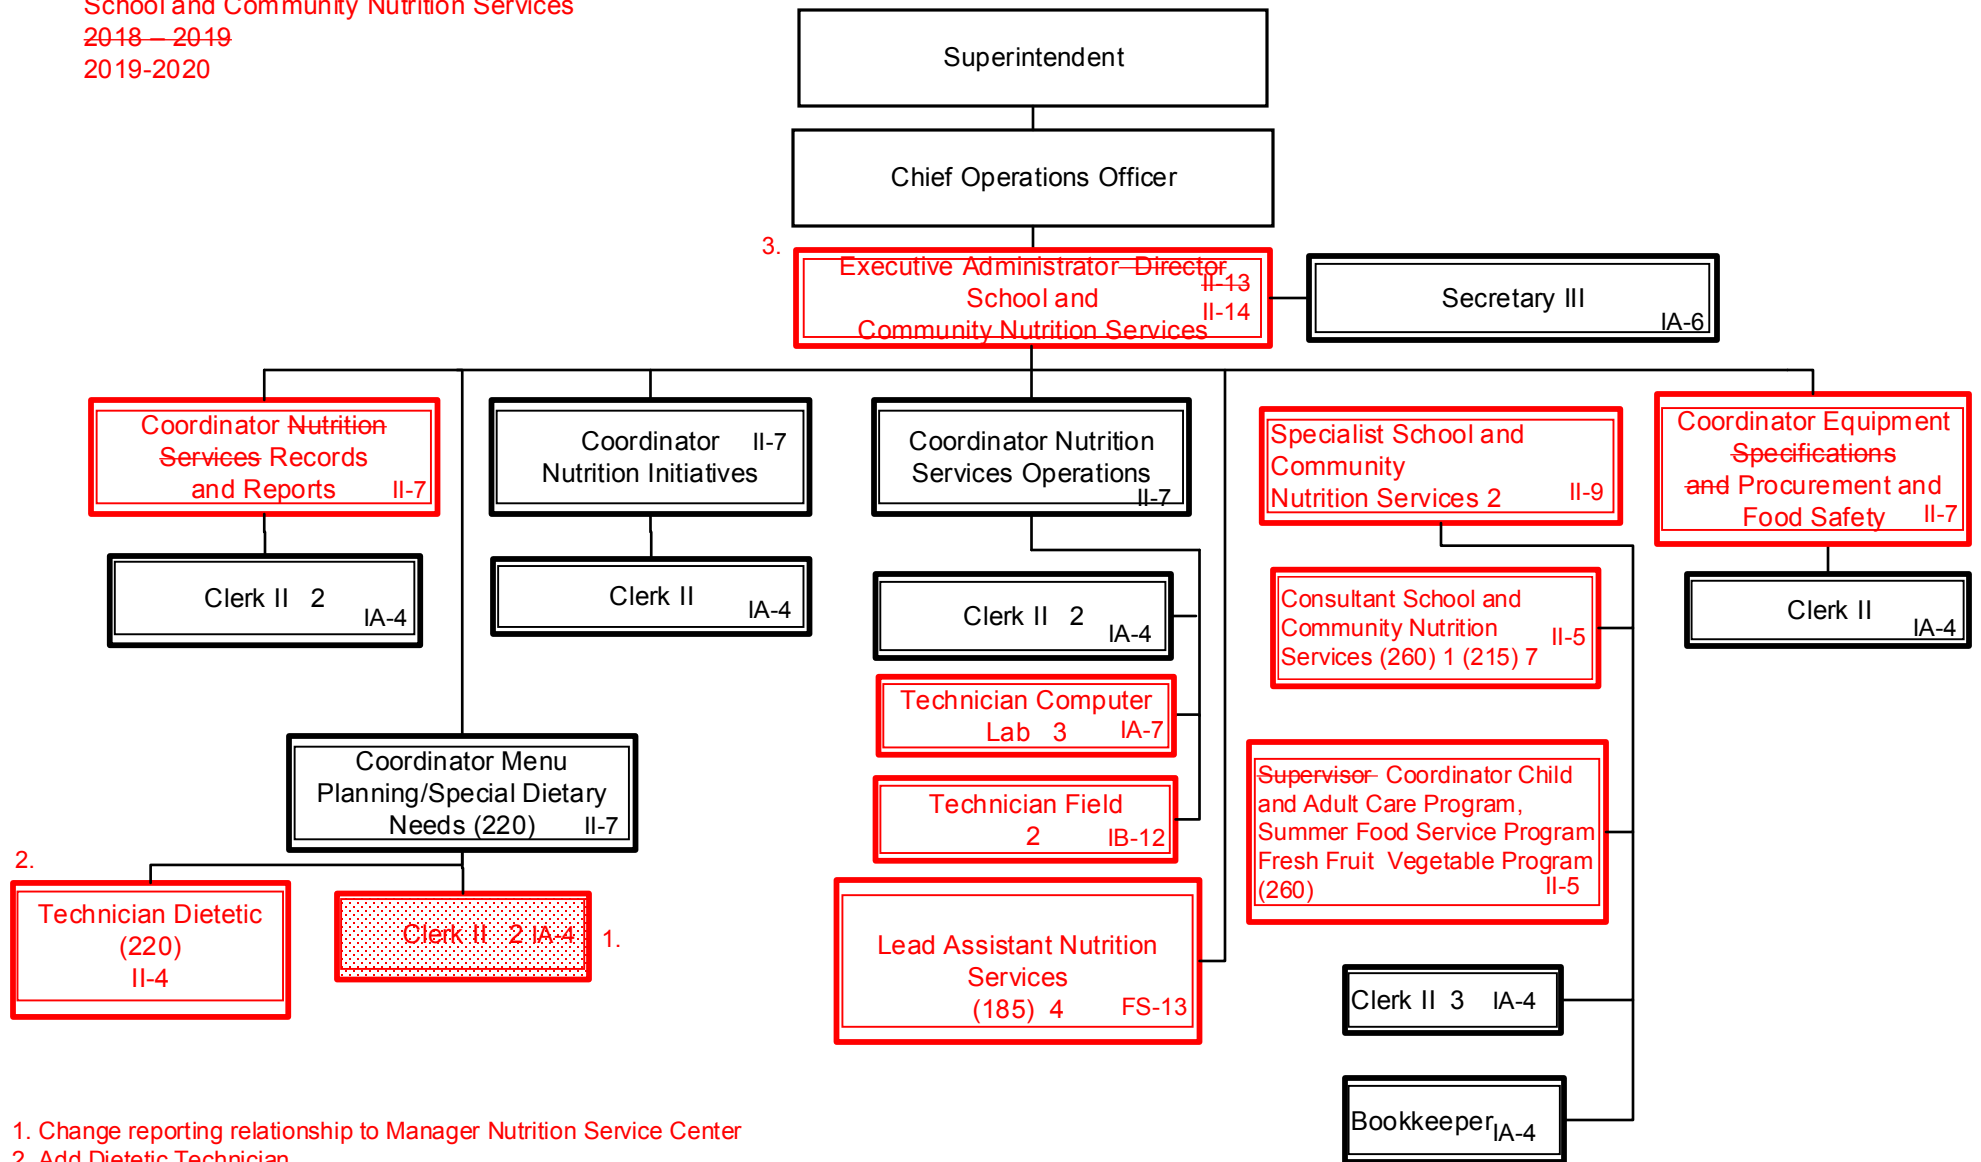 School and Community Nutrition Services
2018 – 2019
2019-2020
Superintendent
Chief Operations Officer
3.
Executive Administrator Director
II-13
School and
II-14
Community Nutrition Services
Secretary III
IA-6
Coordinator Nutrition
Services Records
and Reports II-7
Coordinator II-7
Nutrition Initiatives
Coordinator Nutrition
Services Operations
II-7
Specialist School and
Community
Nutrition Services 2 II-9
Coordinator Equipment
Specifications
and Procurement and
Food Safety II-7
Clerk II 2
IA-4
Clerk II
IA-4
Clerk II 2
IA-4
Consultant School and
Community Nutrition
Services (260) 1 (215) 7
II-5
Clerk II
IA-4
Technician Computer
Lab 3 IA-7
Coordinator Menu
Planning/Special Dietary
Needs (220) II-7
Technician Field
2 IB-12
Supervisor Coordinator Child
and Adult Care Program,
Summer Food Service Program
Fresh Fruit Vegetable Program
(260) II-5
2.
Technician Dietetic
(220)
II-4
Clerk II 2 IA-4
1.
Lead Assistant Nutrition
Services
(185) 4 FS-13
Clerk II 3 IA-4
Bookkeeper IA-4
1. Change reporting relationship to Manager Nutrition Service Center
2. Add Dietetic Technician